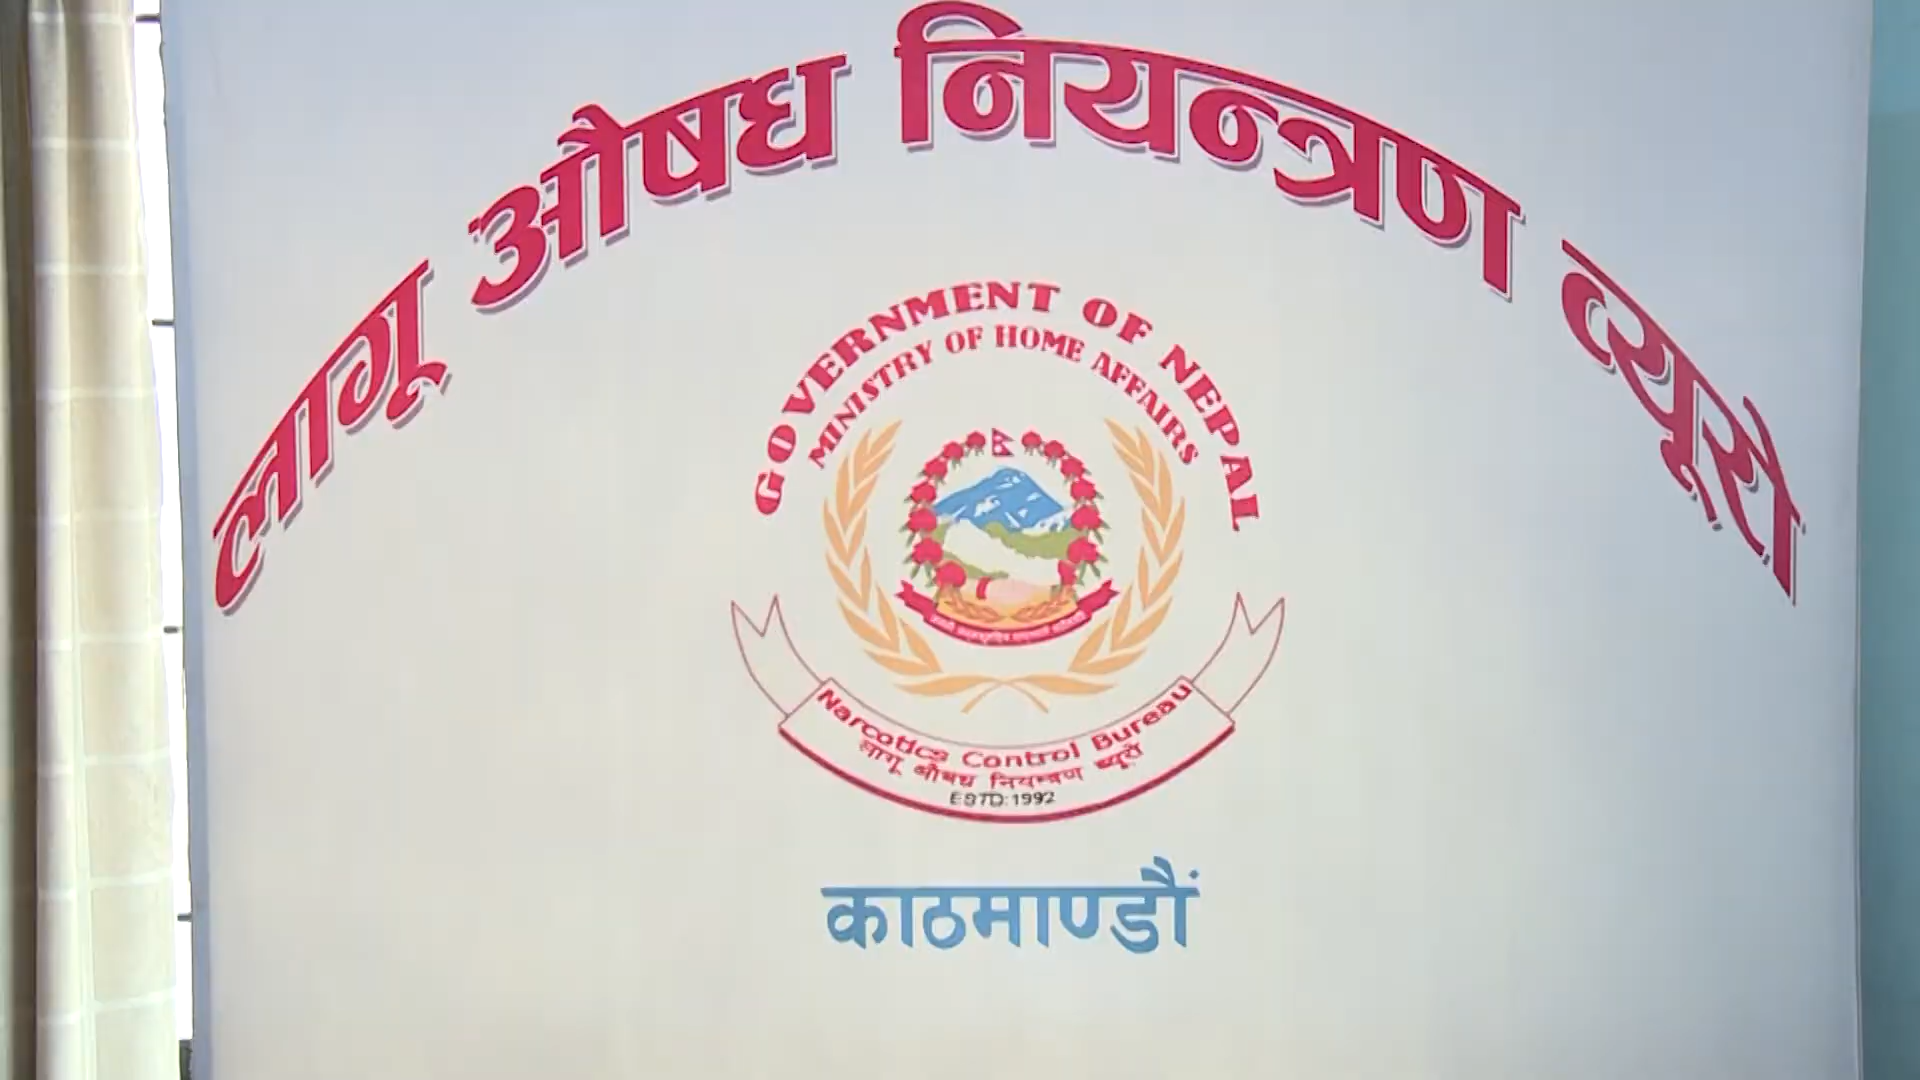 लागू औषध नियन्त्रण ब्यूरो
GOVERNMENT OF NEPAL
MINISTRY OF HOME AFFAIRS
Narcotics Control Bureau
लागू औषध नियन्त्रण ब्यूरो
ESTD:1992
काठमाण्डौं